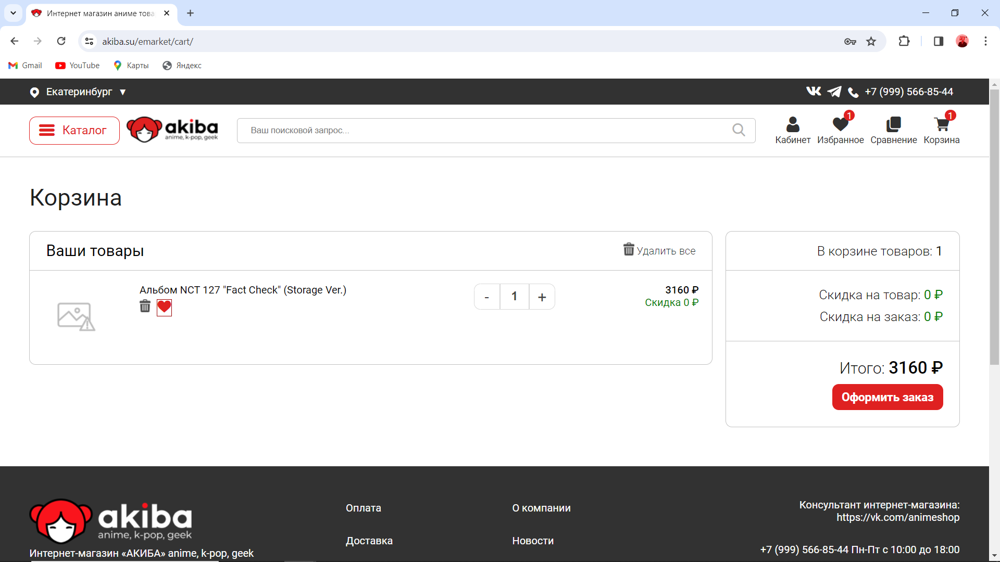 Интернет магазин аниме това
akiba.su/emarket/cart/
Gmail YouTube Карты Яндекс
Екатеринбург ▼ +7 (999) 566-85-44
Каталог
akiba
anime, k-pop, geek
Ваш поисковой запрос...
1 1
Кабинет Избранное Сравнение Корзина
Корзина
Ваши товары Удалить все
Альбом NCT 127 "Fact Check" (Storage Ver.)
- 1 +
3160 ₽
Скидка 0 ₽
В корзине товаров: 1
Скидка на товар: 0 ₽
Скидка на заказ: 0 ₽
Итого: 3160 ₽
Оформить заказ
akiba
anime, k-pop, geek
Интернет-магазин «АКИБА» anime, k-pop, geek
Оплата
Доставка
О компании
Новости
Консультант интернет-магазина:
https://vk.com/animeshop
+7 (999) 566-85-44 Пн-Пт с 10:00 до 18:00